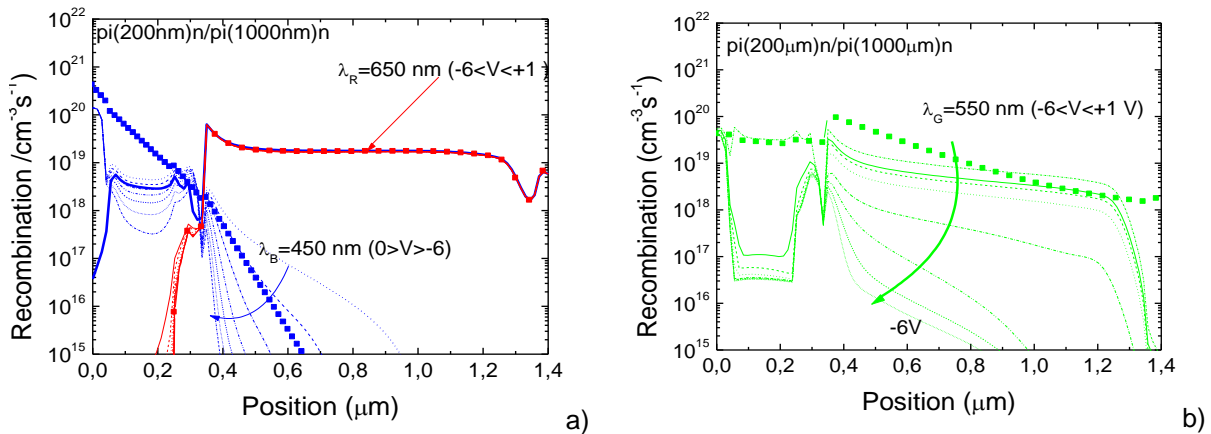 10^22
10^21
10^20
10^19
10^18
10^17
10^16
10^15
Recombination /cm^-3s^-1)
pi(200nm)n/pi(1000nm)n
λ_R=650 nm (-6<V<+1 )
λ_B=450 nm (0>V>-6)
0,0 0,2 0,4 0,6 0,8 1,0 1,2 1,4
Position (μm)
a)
10^22
10^21
10^20
10^19
10^18
10^17
10^16
10^15
Recombination (cm^-3s^-1)
pi(200μm)n/pi(1000μm)n
λ_G=550 nm (-6<V<+1 V)
-6V
0,0 0,2 0,4 0,6 0,8 1,0 1,2 1,4
Position (μm)
b)